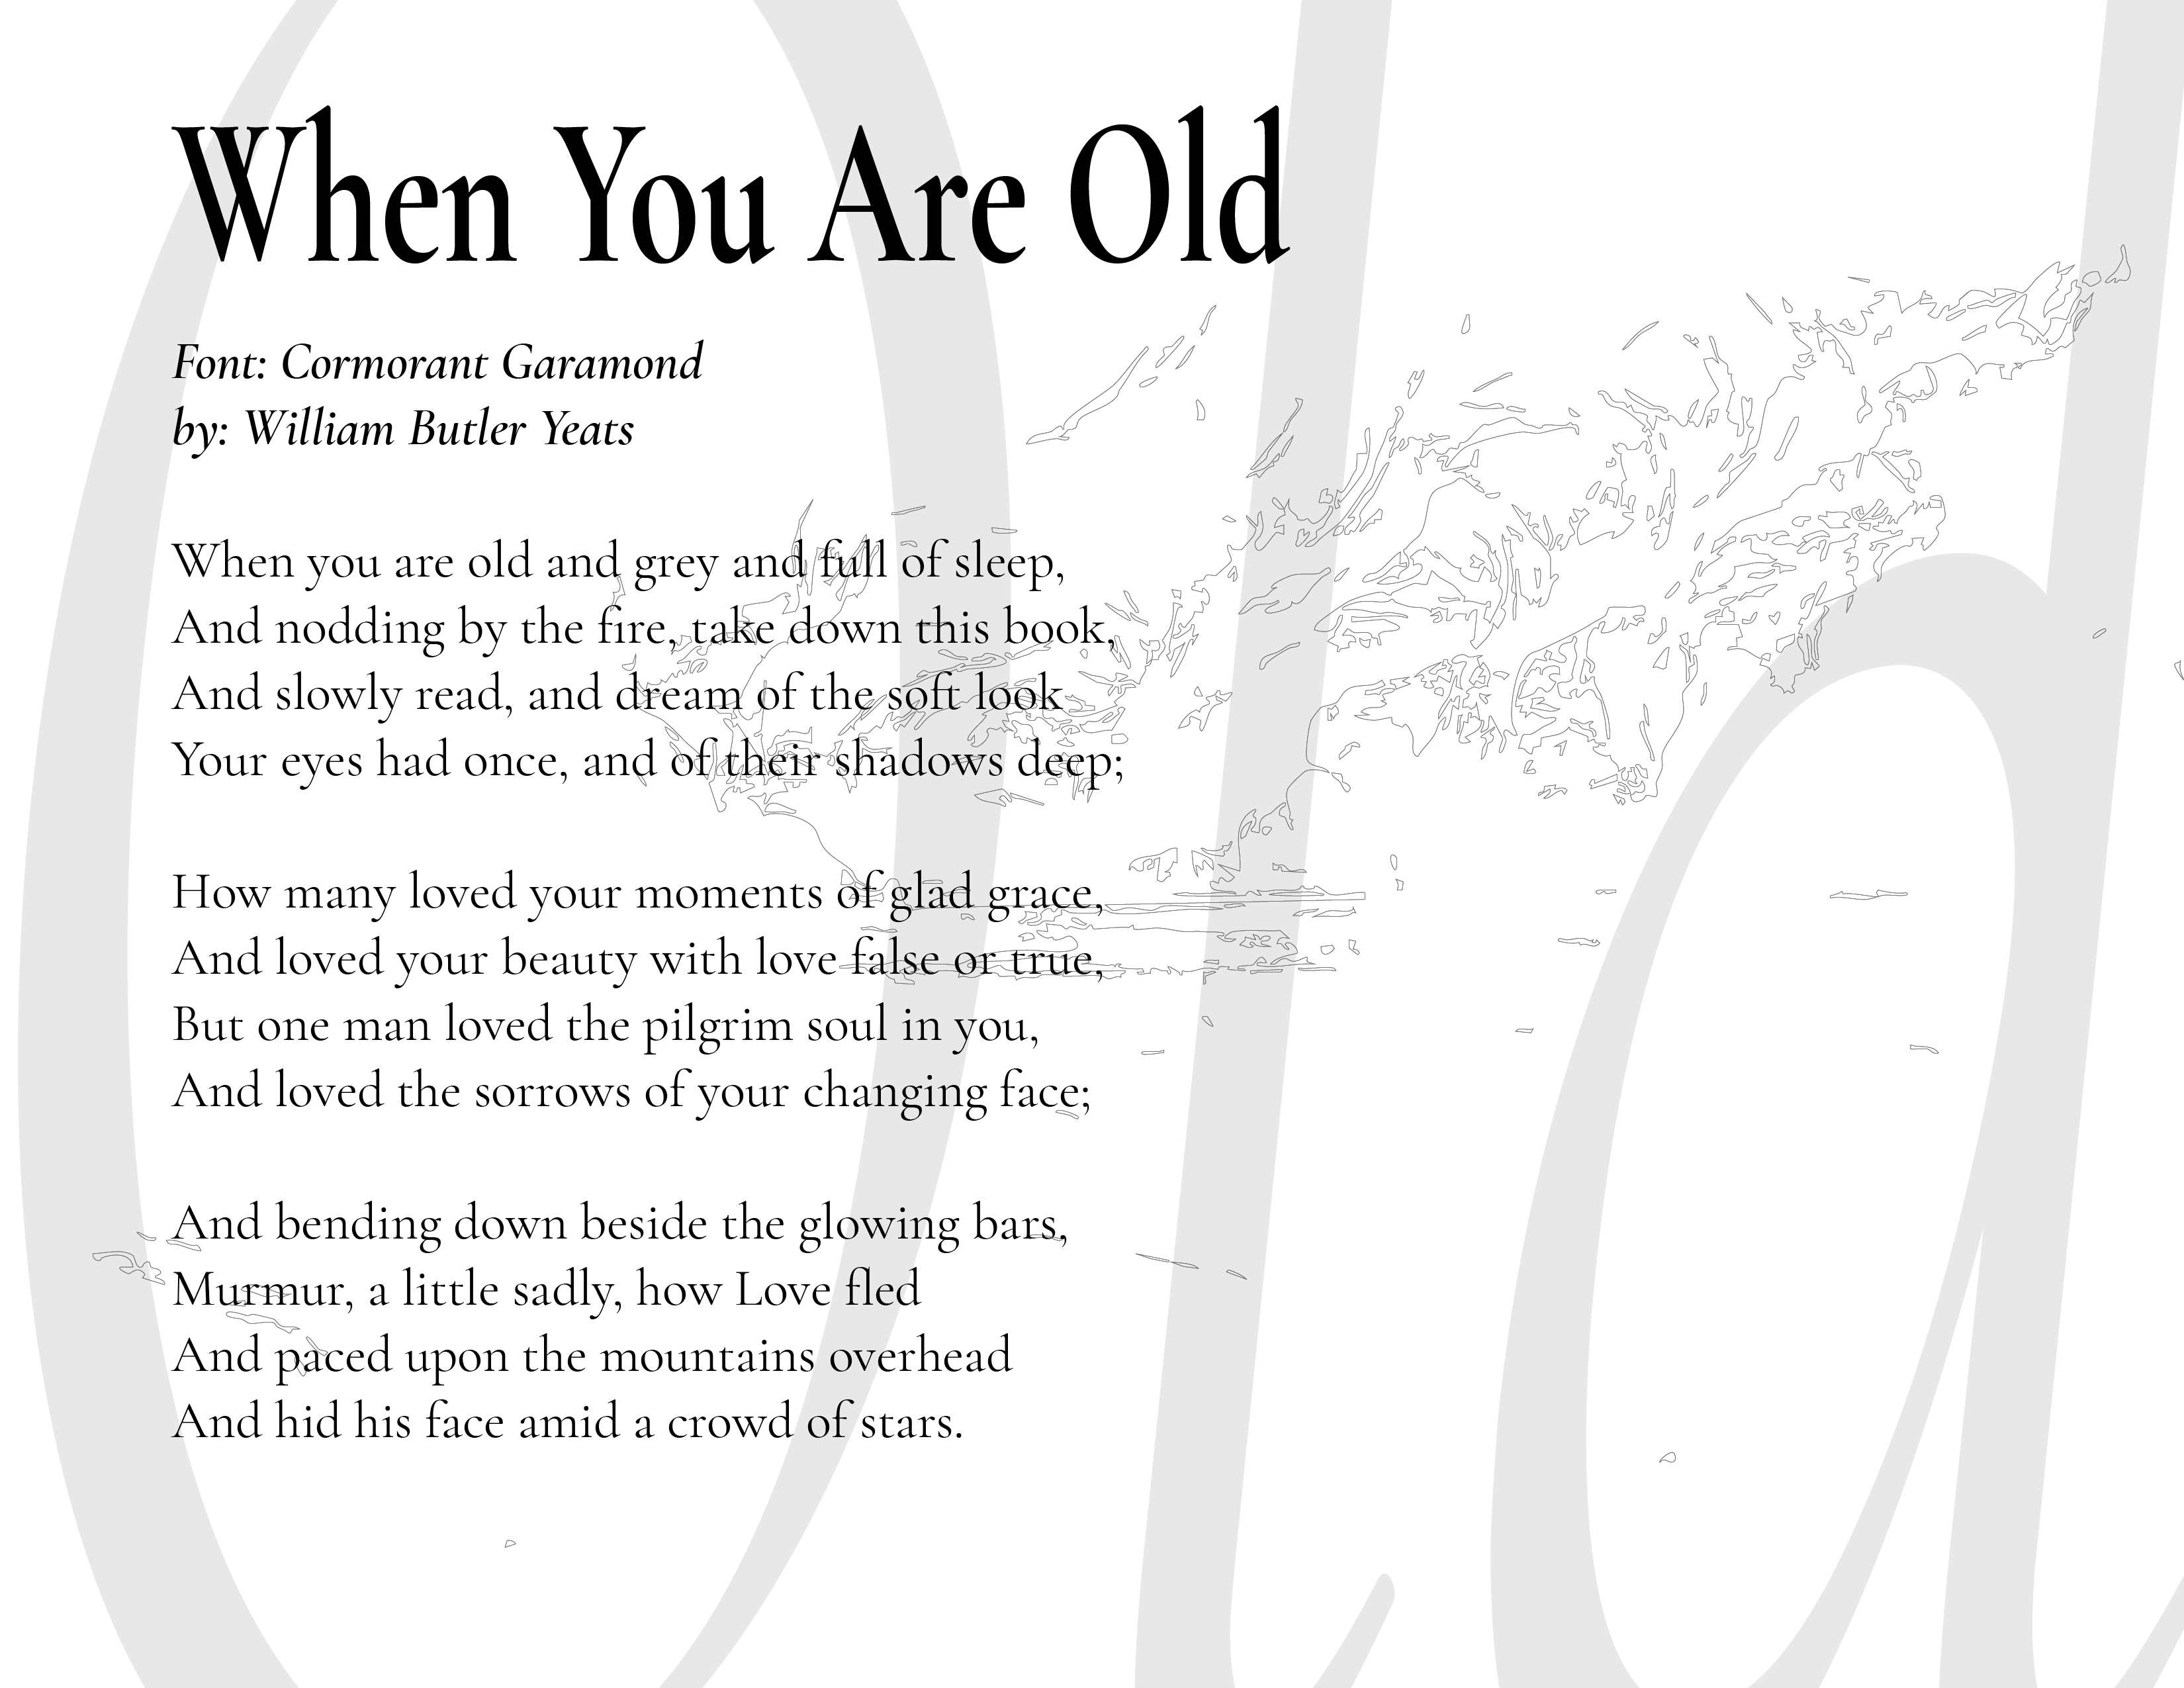 When You Are Old
Font: Cormorant Garamond
by: William Butler Yeats
When you are old and grey and full of sleep,
And nodding by the fire, take down this book,
And slowly read, and dream of the soft look
Your eyes had once, and of their shadows deep;
How many loved your moments of glad grace,
And loved your beauty with love false or true,
But one man loved the pilgrim soul in you,
And loved the sorrows of your changing face;
And bending down beside the glowing bars,
Murmur, a little sadly, how Love fled
And paced upon the mountains overhead
And hid his face amid a crowd of stars.
Old